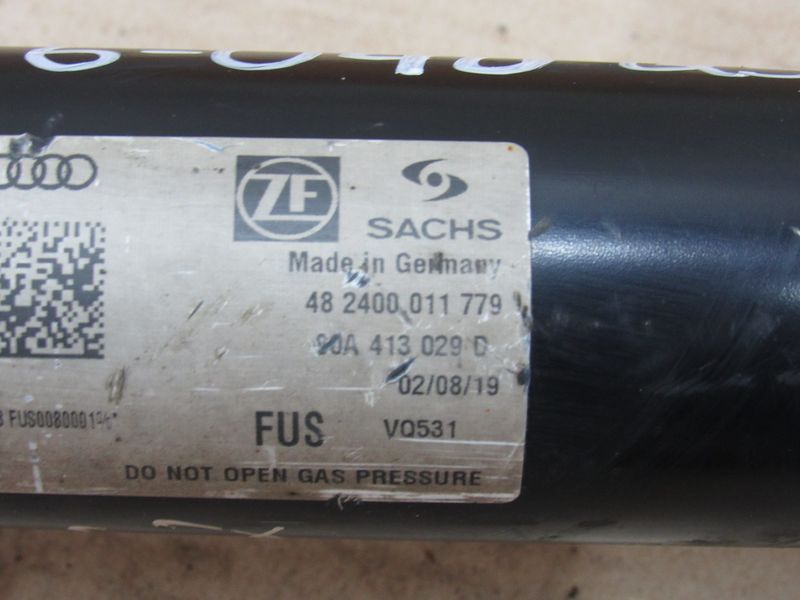 ZF SACHS
Made in Germany
48 2400 011 779
80A 413 029 D
02/08/19
FUS00800013
FUS VQ531
DO NOT OPEN GAS PRESSURE